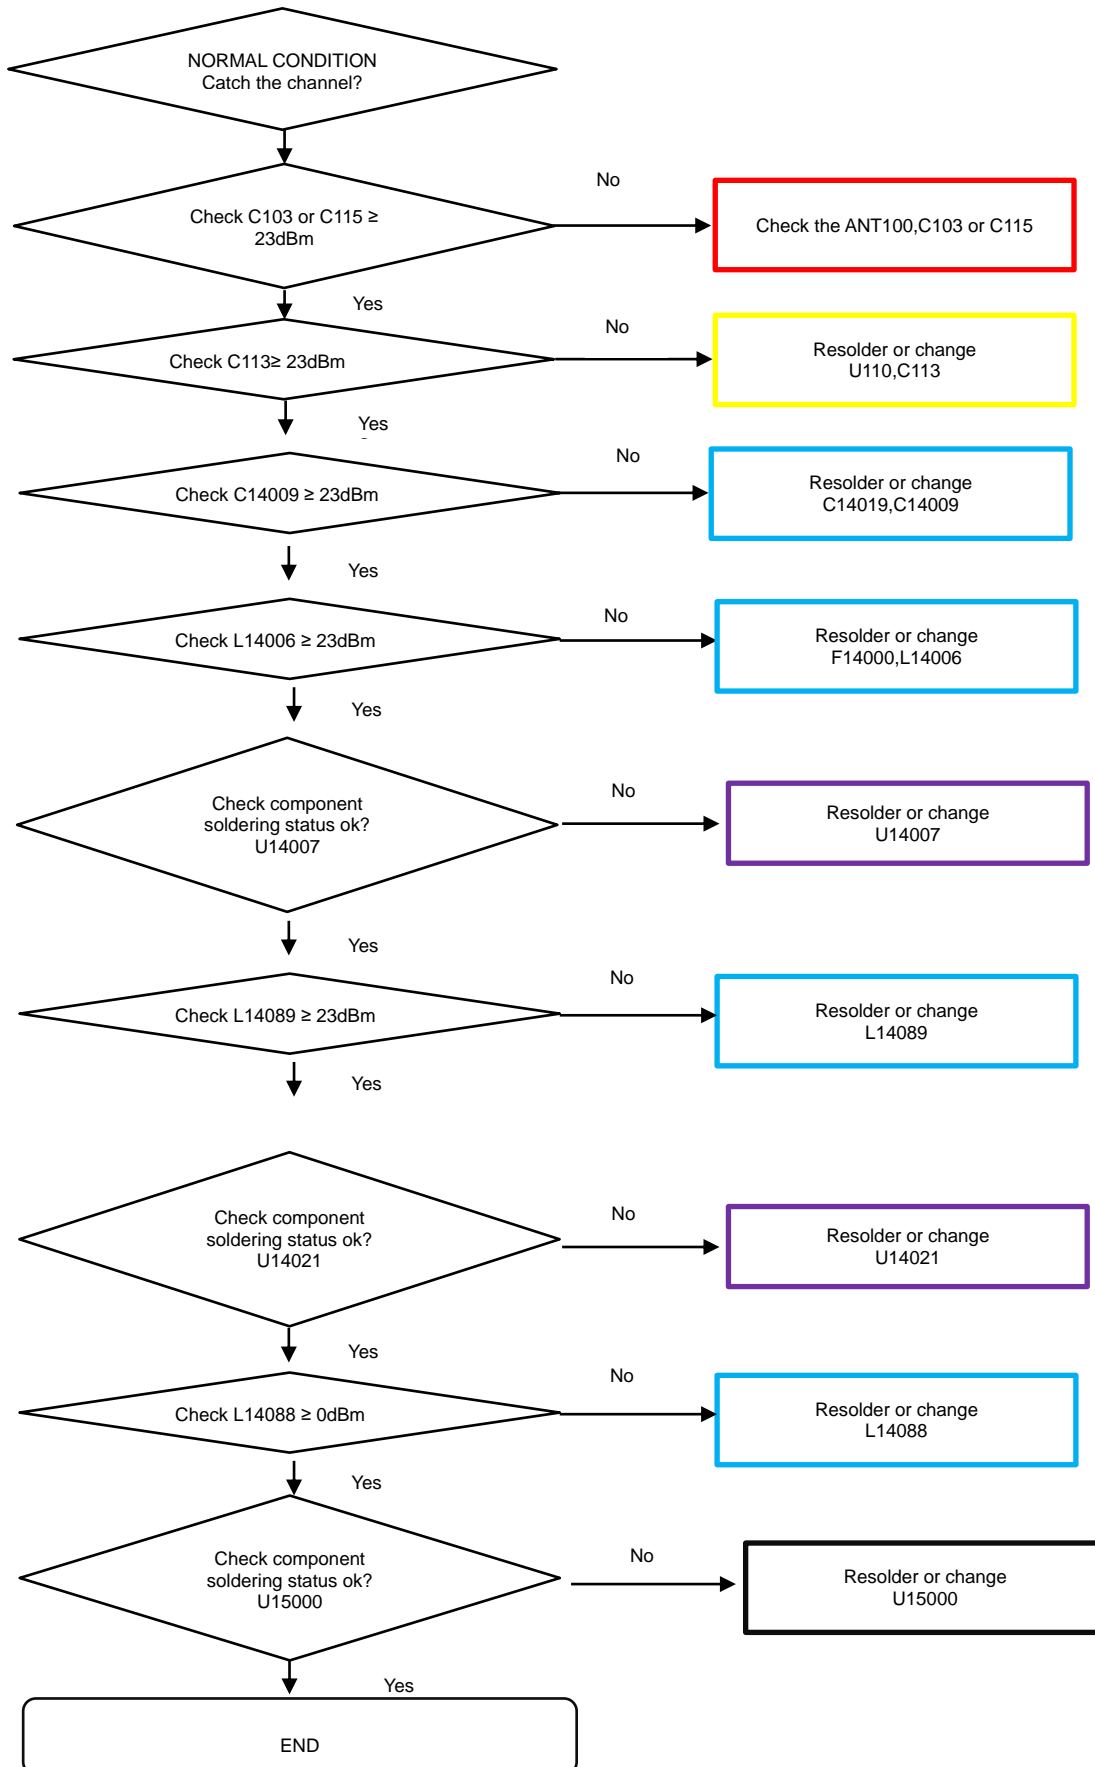 NORMAL CONDITION
Catch the channel?
No
Check C103 or C115 ≥
23dBm
Check the ANT100,C103 or C115
Yes
No
Check C113≥ 23dBm
Resolder or change
U110,C113
Yes
No
Check C14009 ≥ 23dBm
Resolder or change
C14019,C14009
Yes
No
Check L14006 ≥ 23dBm
Resolder or change
F14000,L14006
Yes
No
Check component
soldering status ok?
U14007
Resolder or change
U14007
Yes
No
Check L14089 ≥ 23dBm
Resolder or change
L14089
Yes
No
Check component
soldering status ok?
U14021
Resolder or change
U14021
Yes
No
Check L14088 ≥ 0dBm
Resolder or change
L14088
Yes
No
Check component
soldering status ok?
U15000
Resolder or change
U15000
Yes
END